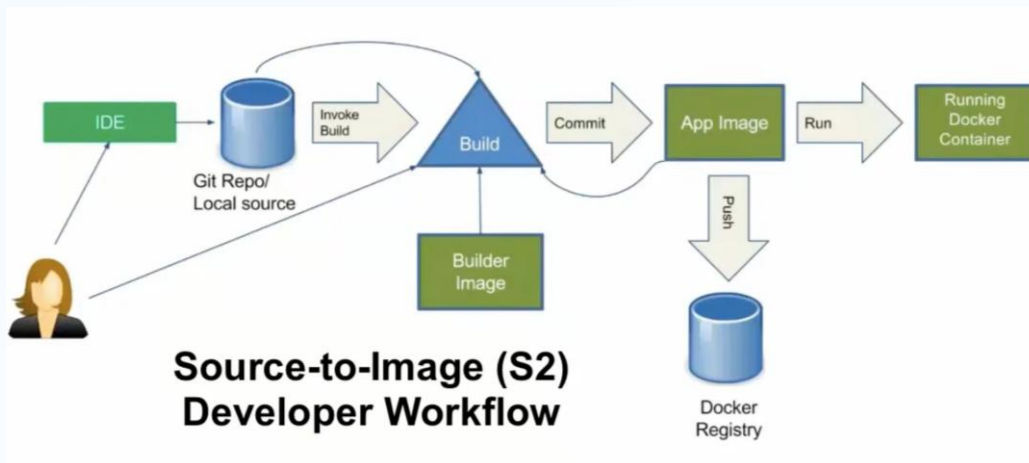 IDE
Git Repo/
Local source
Invoke
Build
Build
Builder
Image
Commit
App Image
Run
Running
Docker
Container
Push
Docker
Registry
Source-to-Image (S2)
Developer Workflow